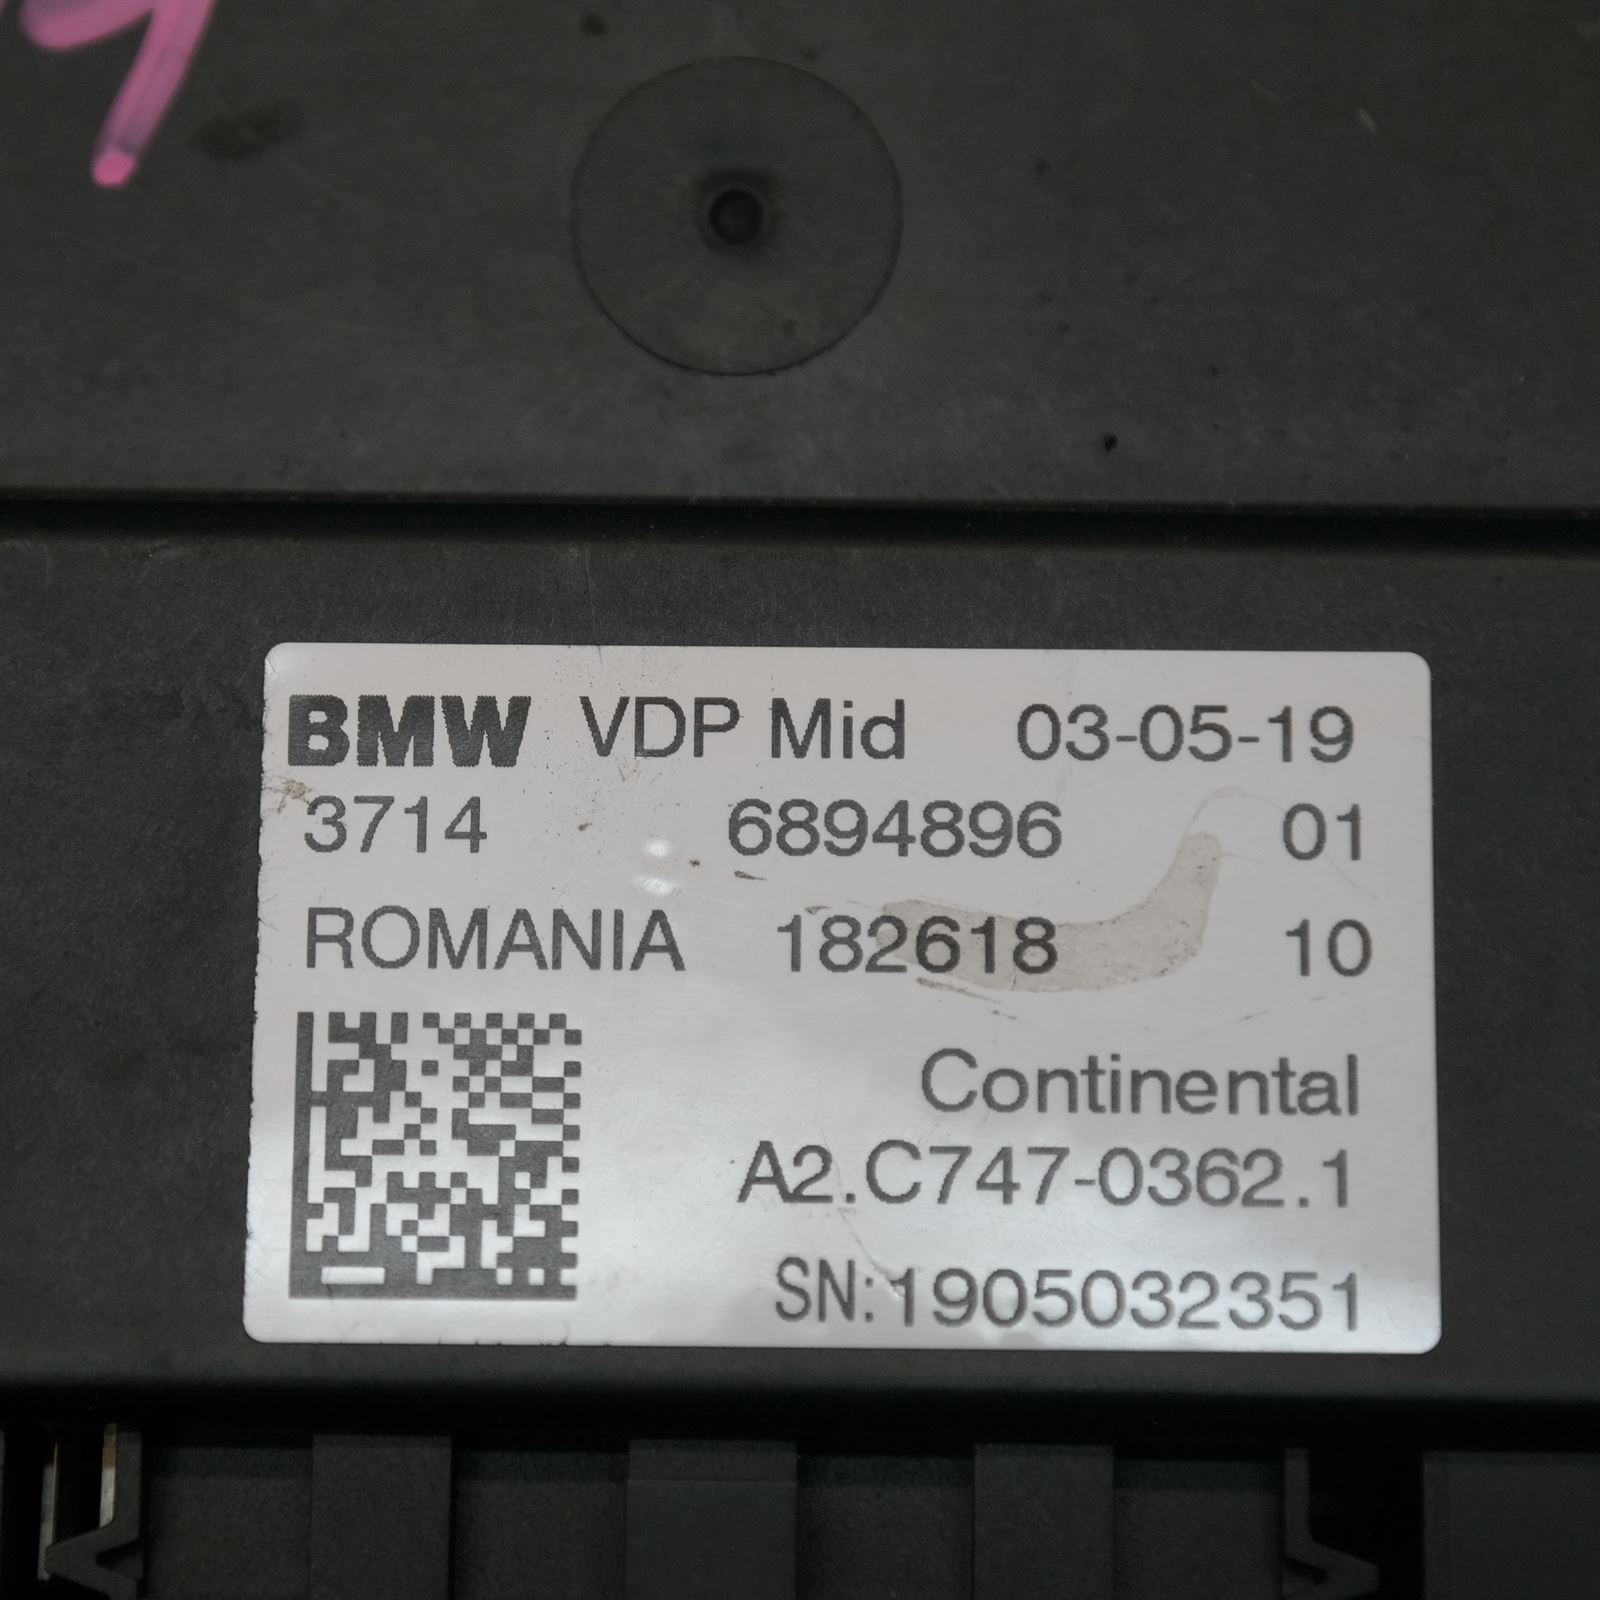 BMW VDP Mid 03-05-19
3714 6894896 01
ROMANIA 182618 10
Continental
A2.C747-0362.1
SN:1905032351